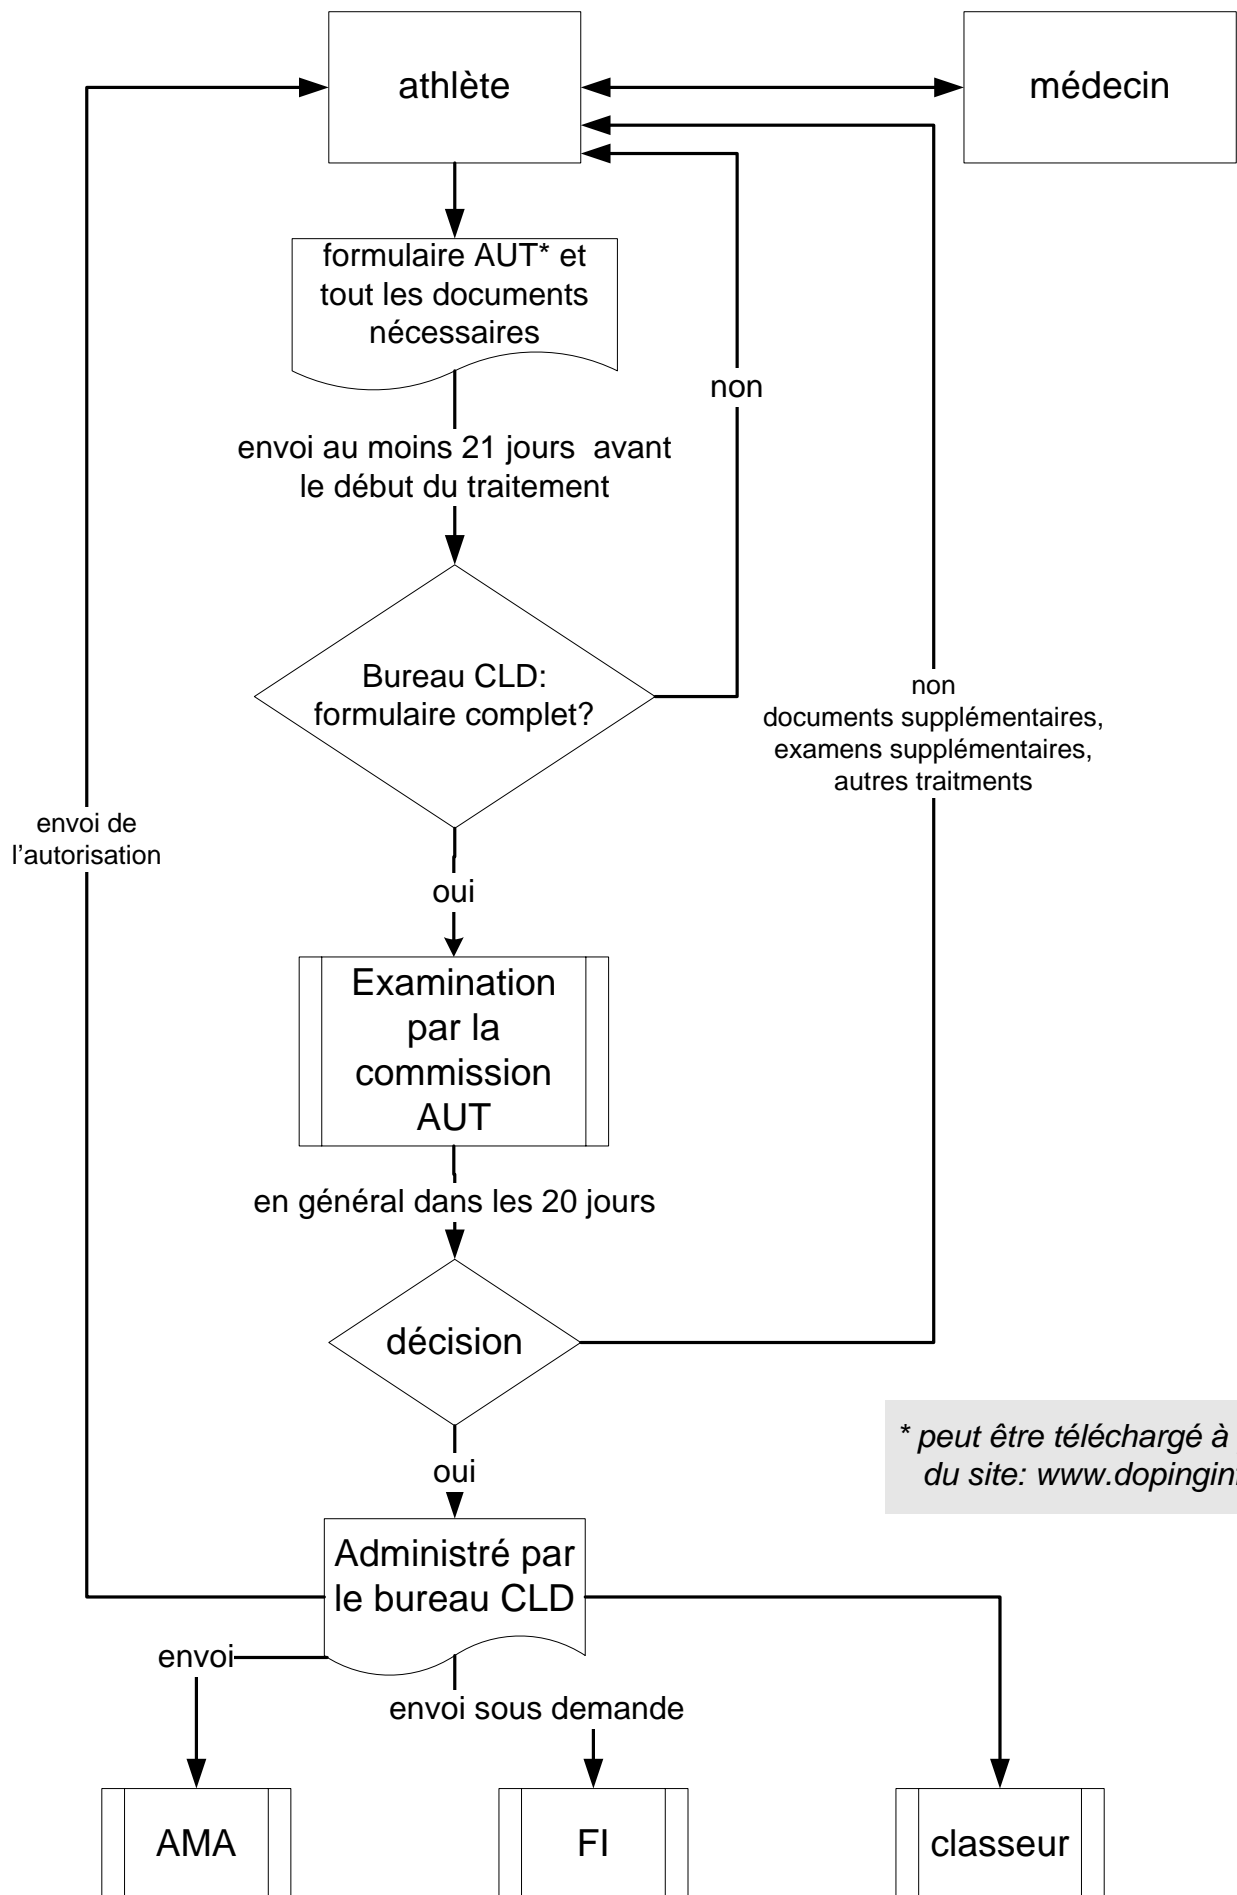 athlète
médecin
formulaire AUT* et
tout les documents
nécessaires
non
envoi au moins 21 jours avant
le début du traitement
Bureau CLD:
formulaire complet?
non
documents supplémentaires,
examens supplémentaires,
autres traitments
envoi de
l'autorisation
oui
Examination
par la
commission
AUT
en général dans les 20 jours
décision
* peut être téléchargé à
du site:
oui
Administré par
le bureau CLD
envoi
envoi sous demande
AMA
FI
classeur